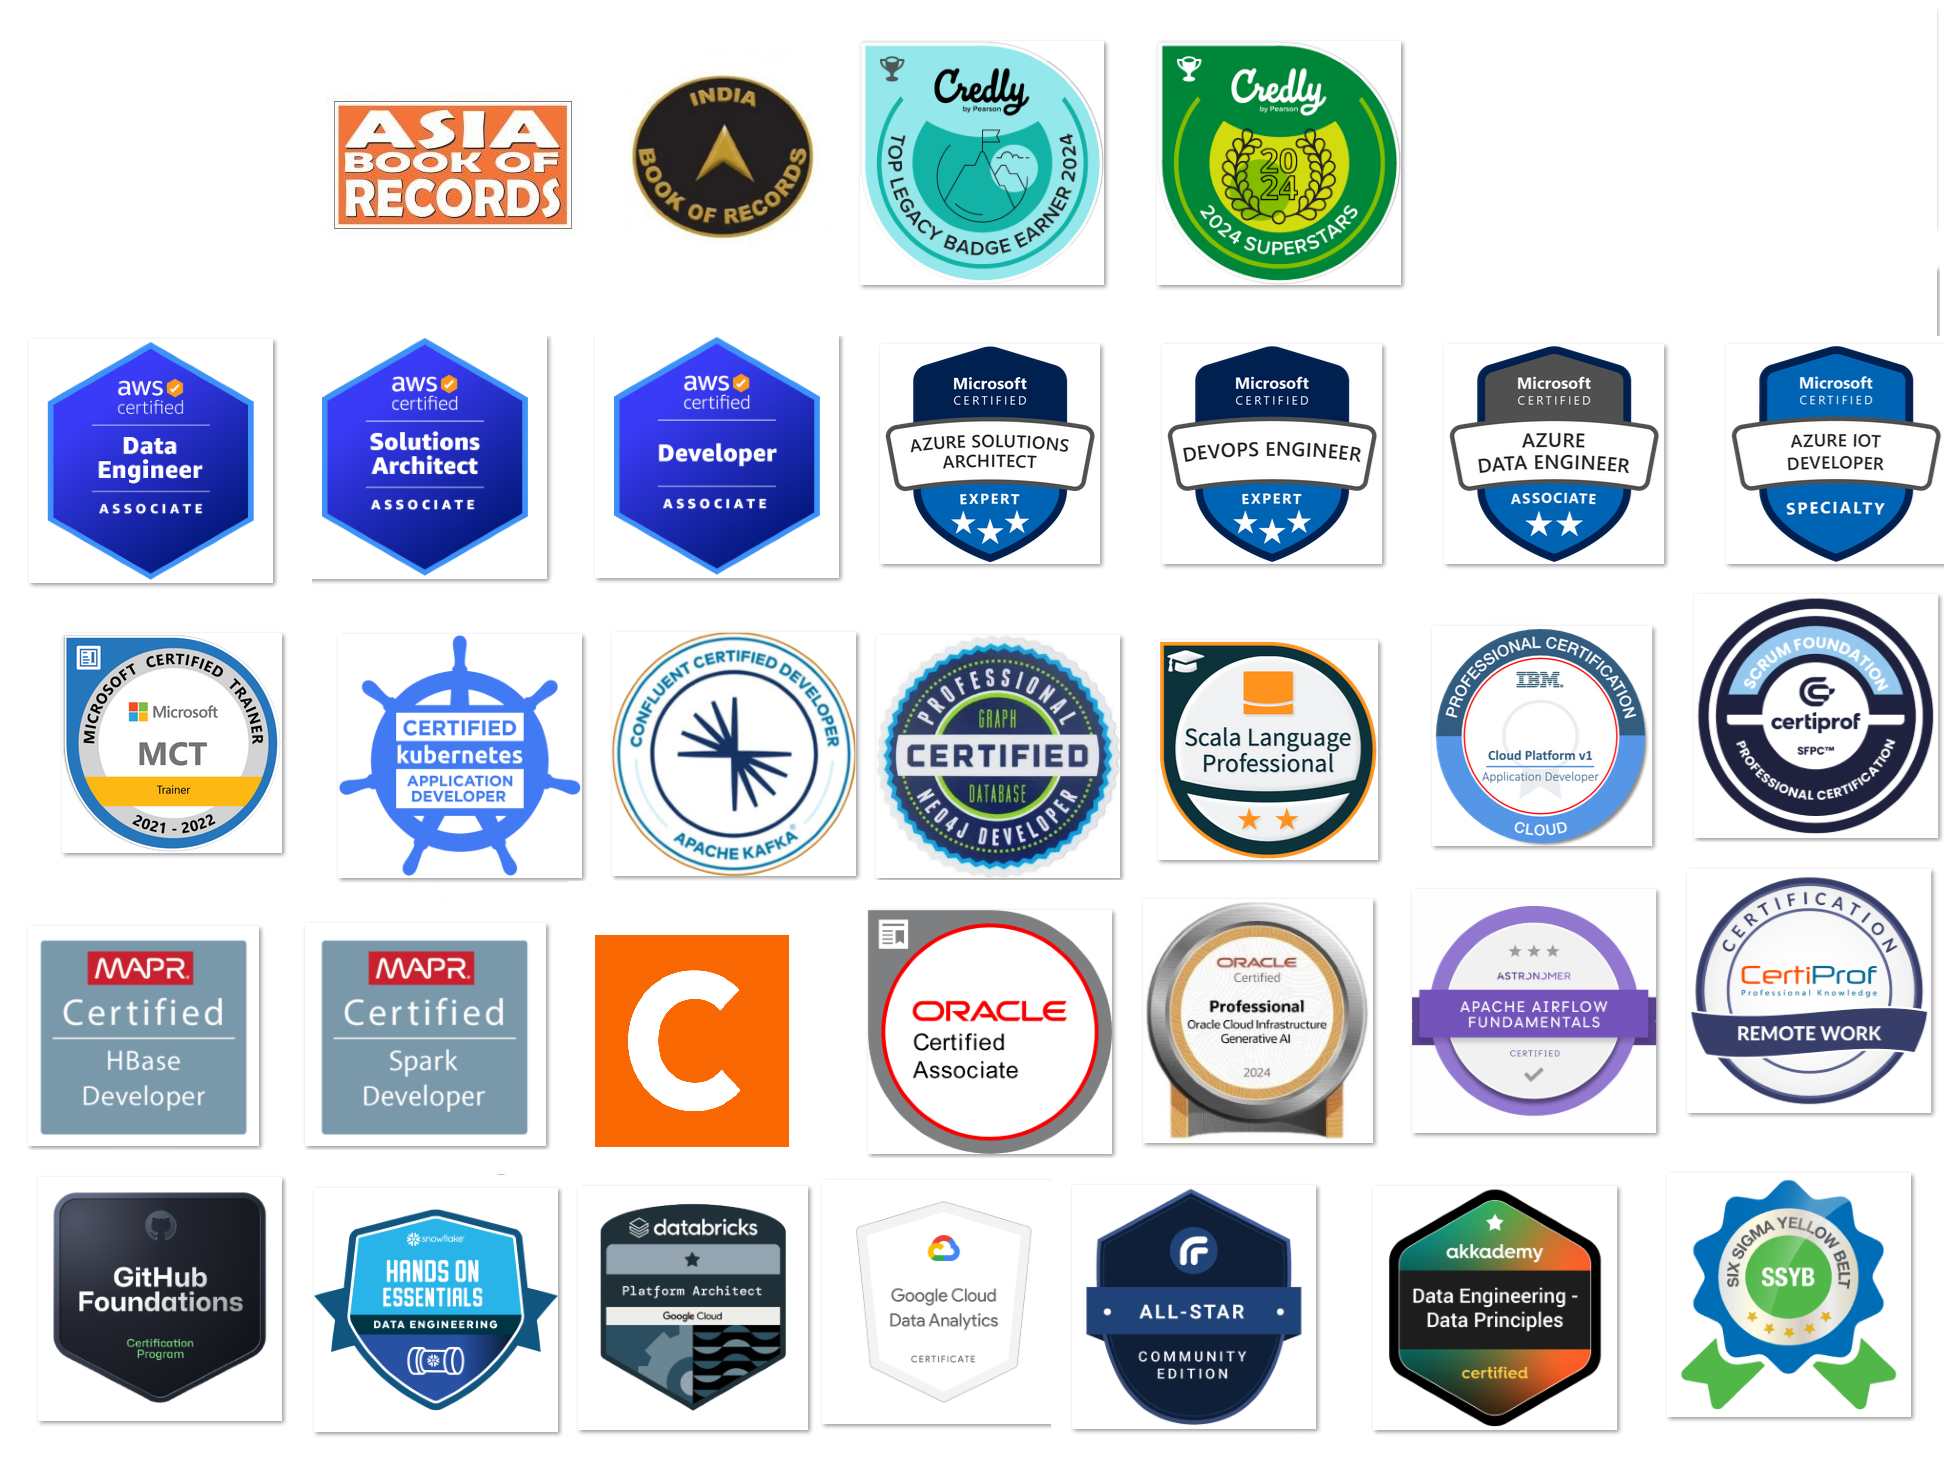 ASIA
BOOK OF
RECORDS
INDIA
BOOK OF RECORDS
Credly
by Pearson
TOP LEGACY BADGE EARNER 2024
Credly
by Pearson
20
24
2024 SUPERSTARS
aws
certified
Data
Engineer
ASSOCIATE
aws
certified
Solutions
Architect
ASSOCIATE
aws
certified
Developer
ASSOCIATE
Microsoft
CERTIFIED
AZURE SOLUTIONS
ARCHITECT
EXPERT
Microsoft
CERTIFIED
DEVOPS ENGINEER
EXPERT
Microsoft
CERTIFIED
AZURE
DATA ENGINEER
ASSOCIATE
Microsoft
CERTIFIED
AZURE IOT
DEVELOPER
SPECIALTY
MICROSOFT CERTIFIED TRAINER
Microsoft
MCT
Trainer
2021 - 2022
CERTIFIED
kubernetes
APPLICATION
DEVELOPER
CONFLUENT CERTIFIED DEVELOPER
APACHE KAFKA®
PROFESSIONAL
GRAPH
CERTIFIED
DATABASE
NEO4J DEVELOPER
Scala Language
Professional
PROFESSIONAL CERTIFICATION
IBM.
Cloud Platform v1
Application Developer
CLOUD
SCRUM FOUNDATION
certiprof
SFPC™
PROFESSIONAL CERTIFICATION
MAPR.
Certified
HBase
Developer
MAPR.
Certified
Spark
Developer
C
ORACLE
Certified
Associate
ORACLE
Certified
Professional
Oracle Cloud Infrastructure
Generative AI
2024
ASTRONOMER
APACHE AIRFLOW
FUNDAMENTALS
CERTIFIED
CERTIFICATION
CertiProf
Professional Knowledge
REMOTE WORK
GitHub
Foundations
Certification
Program
snowflake®
HANDS ON
ESSENTIALS
DATA ENGINEERING
databricks
Platform Architect
Google Cloud
Google Cloud
Data Analytics
CERTIFICATE
ALL-STAR
COMMUNITY
EDITION
akkademy
Data Engineering -
Data Principles
certified
SIX SIGMA YELLOW BELT
SSYB